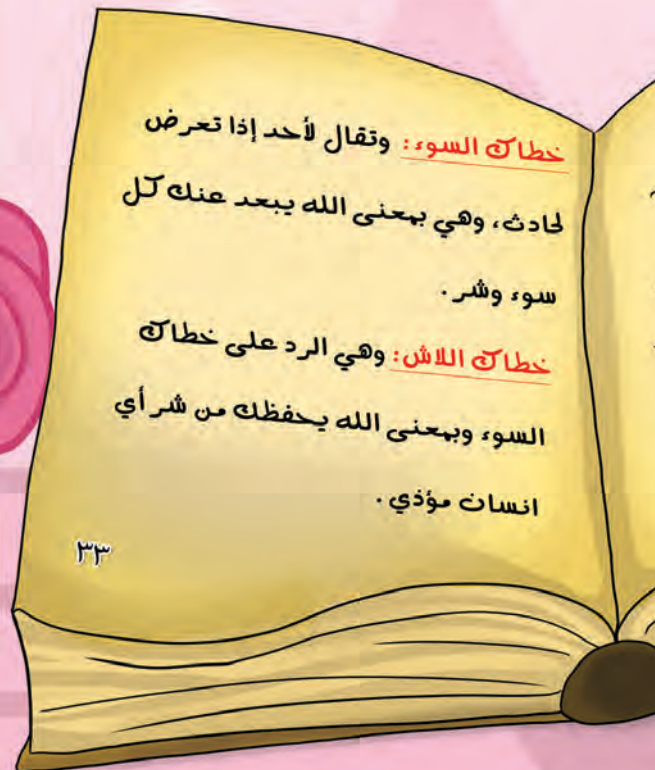 خطاك السوء: وتقال لأحد إذا تعرض
لحادث، وهي بمعنى الله يبعد عنك كل
سوء وشر.
خطاك اللاش: وهي الرد على خطاك
السوء وبمعنى الله يحفظك من شر أي
انسان مؤذي.
٣٣